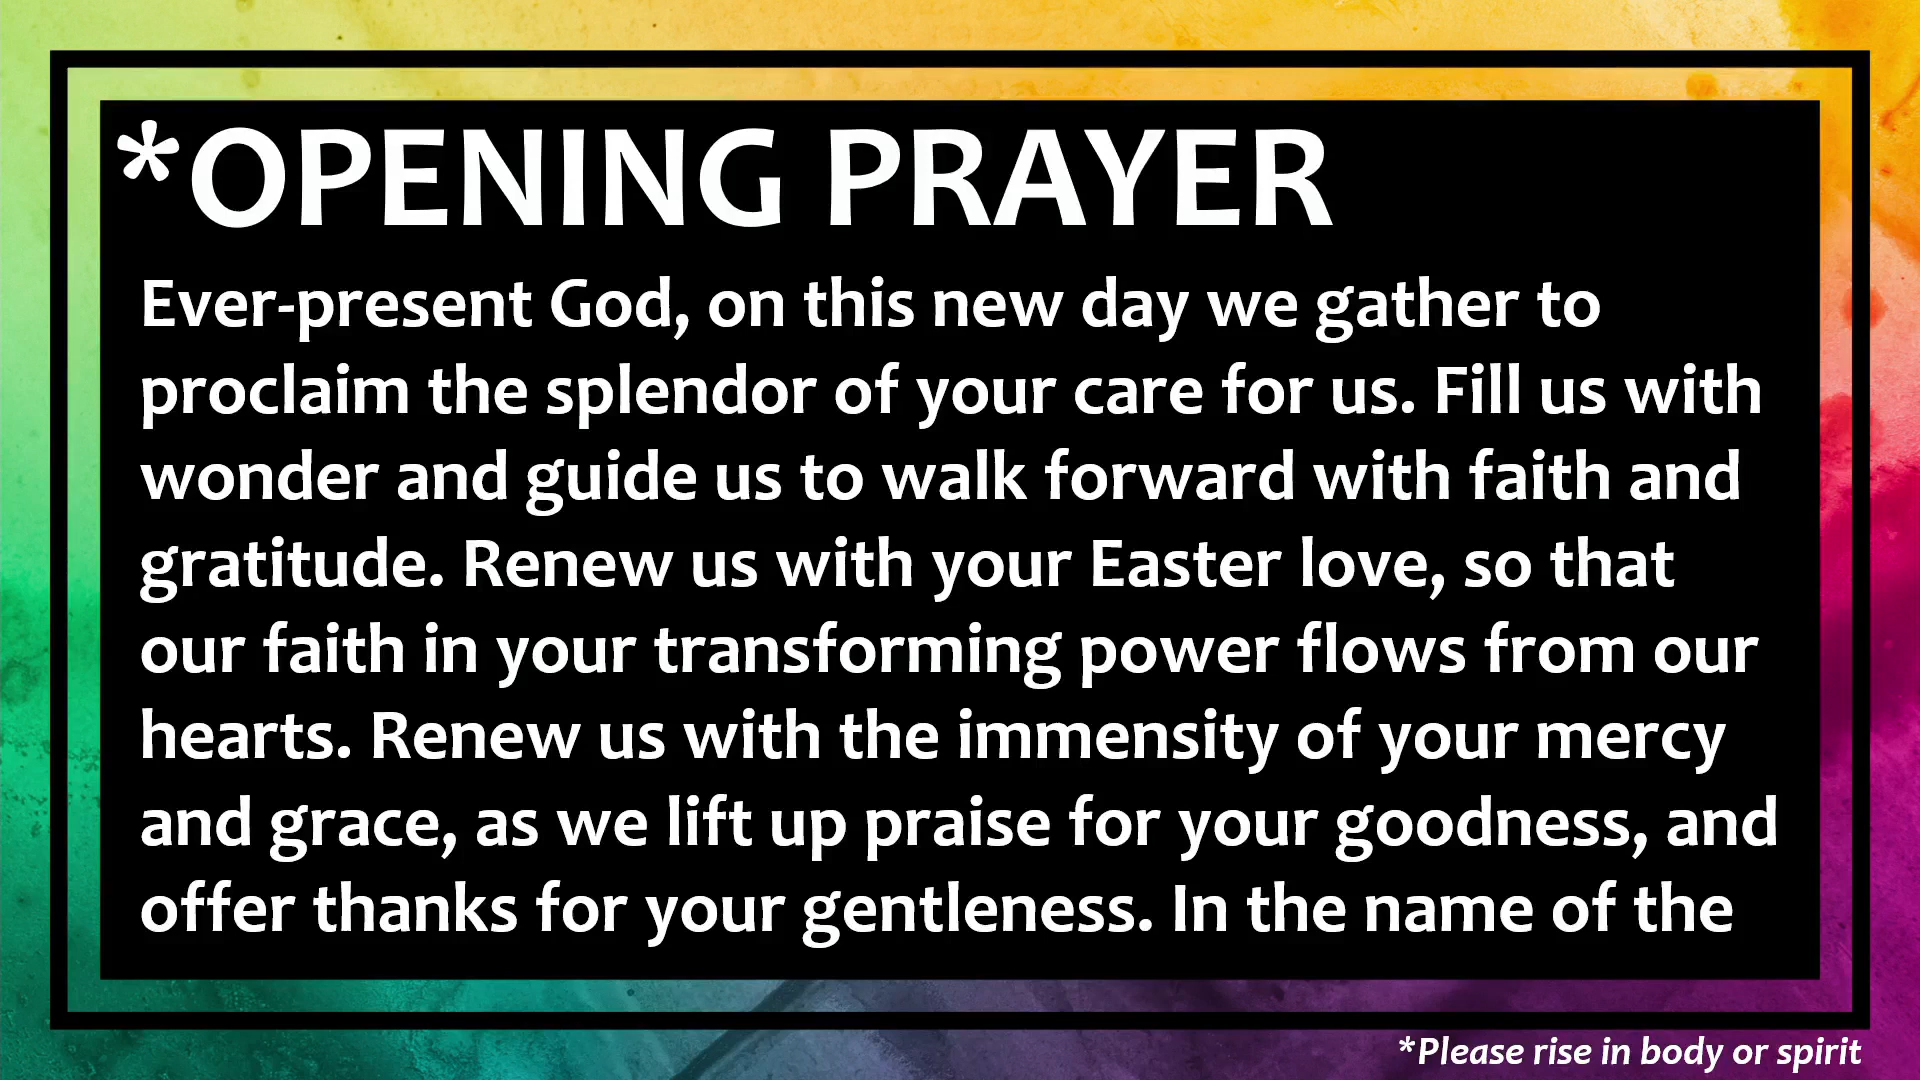 *OPENING PRAYER
Ever-present God, on this new day we gather to
proclaim the splendor of your care for us. Fill us with
wonder and guide us to walk forward with faith and
gratitude. Renew us with your Easter love, so that
our faith in your transforming power flows from our
hearts. Renew us with the immensity of your mercy
and grace, as we lift up praise for your goodness, and
offer thanks for your gentleness. In the name of the
*Please rise in body or spirit